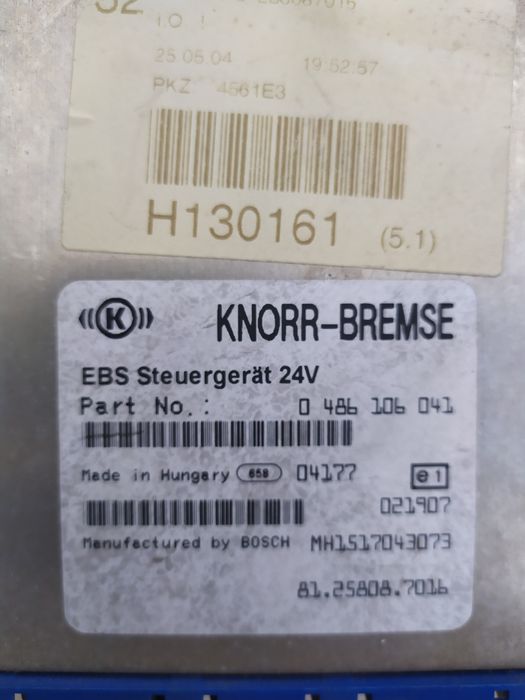 I.O. I
25.05.04 19:52:57
PKZ 4561E3
H130161 (5.1)
K KNORR-BREMSE
EBS Steuergerät 24V
Part No.: 0 486 106 041
Made in Hungary 658 04177 e1
021907
Manufactured by BOSCH MH1517043073
81.25808.7016